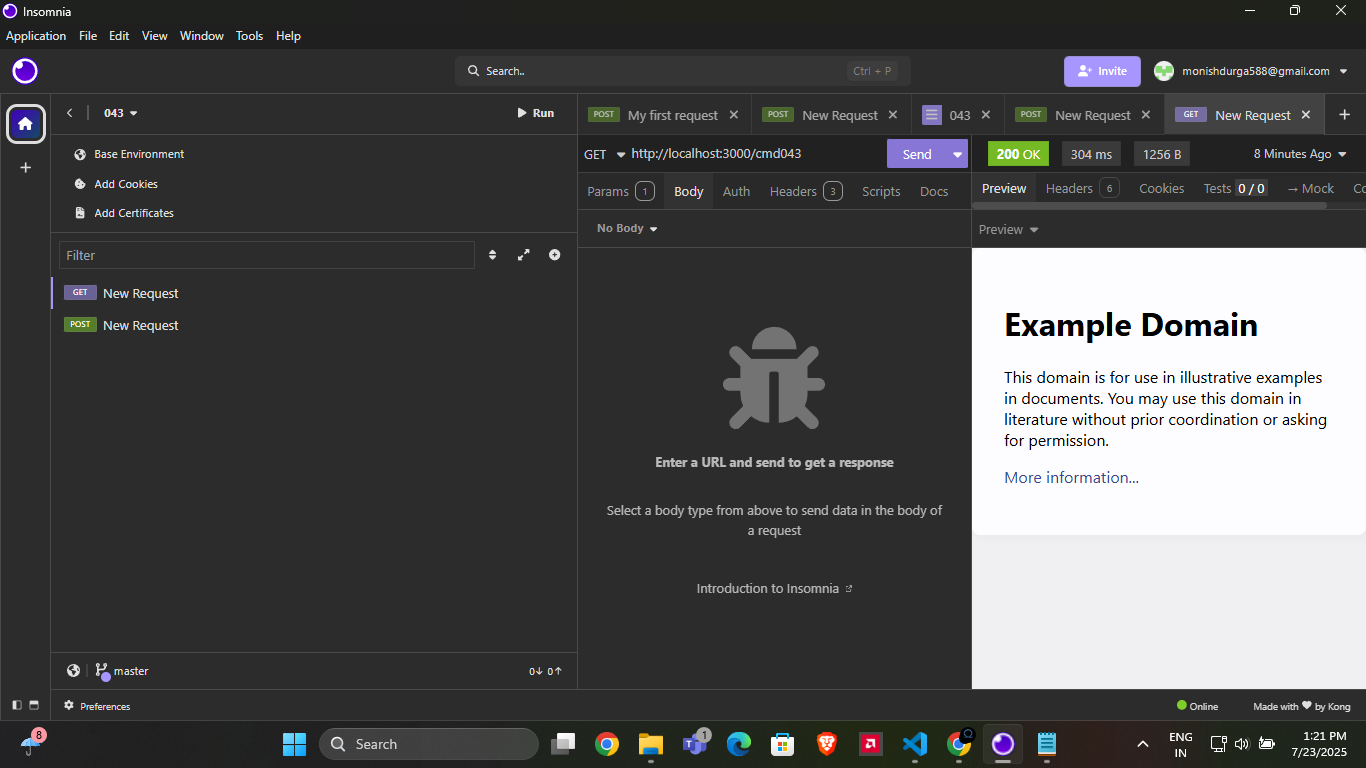 Insomnia
Application File Edit View Window Tools Help
Search.. Ctrl + P
Invite
monishdurga588@gmail.com
043
Run
POST My first request
POST New Request
043
POST New Request
GET New Request
Base Environment
Add Cookies
Add Certificates
Filter
GET New Request
POST New Request
master
0 0
GET http://localhost:3000/cmd043 Send
Params 1 Body Auth Headers 3 Scripts Docs
No Body
Enter a URL and send to get a response
Select a body type from above to send data in the body of
a request
Introduction to Insomnia
200 OK 304 ms 1256 B 8 Minutes Ago
Preview Headers 6 Cookies Tests 0 / 0 → Mock Co
Preview
Example Domain
This domain is for use in illustrative examples
in documents. You may use this domain in
literature without prior coordination or asking
for permission.
More information...
Preferences
Online
Made with ❤ by Kong
8
Search
1
ENG
IN
1:21 PM
7/23/2025